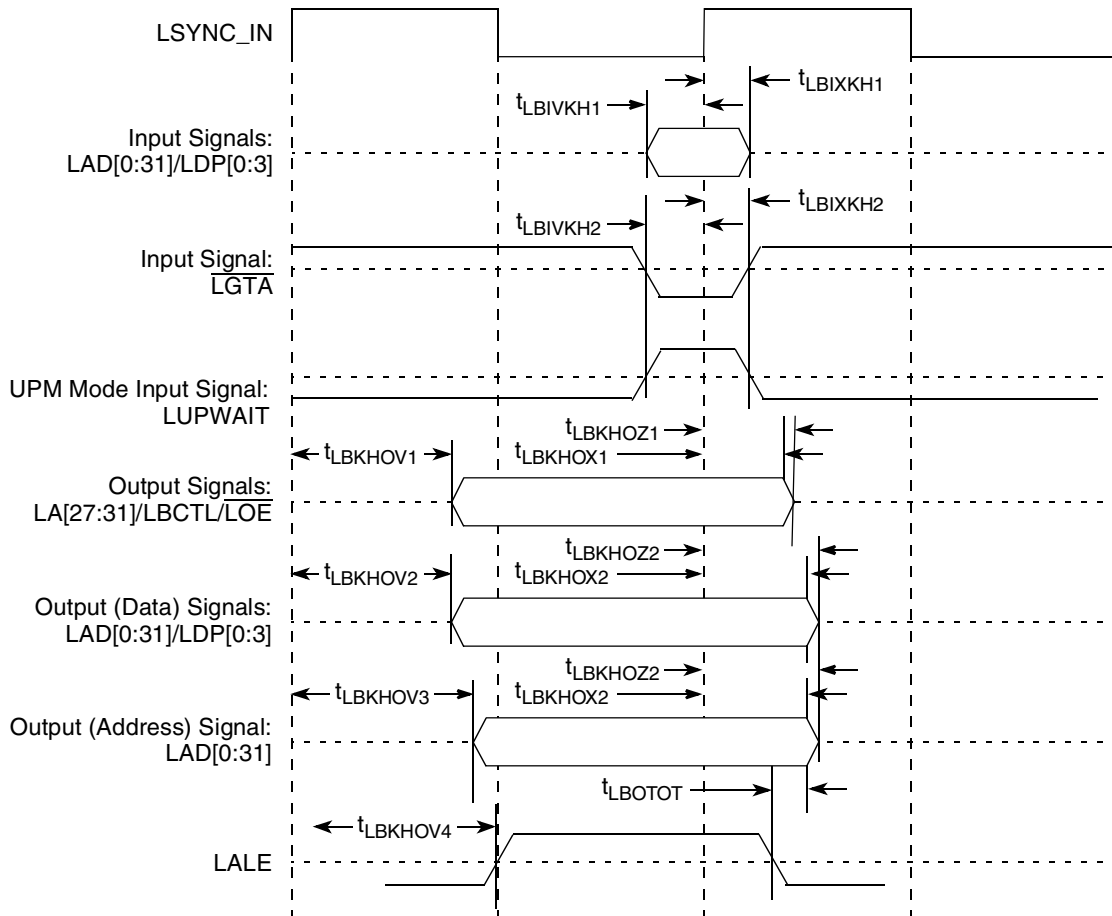 LSYNC_IN
tLBIXKH1
tLBIVKH1
Input Signals:
LAD[0:31]/LDP[0:3]
tLBIXKH2
tLBIVKH2
Input Signal:
LGTA
UPM Mode Input Signal:
LUPWAIT
tLBKHOZ1
tLBKHOV1
tLBKHOX1
Output Signals:
LA[27:31]/LBCTL/LOE
tLBKHOZ2
tLBKHOV2
tLBKHOX2
Output (Data) Signals:
LAD[0:31]/LDP[0:3]
tLBKHOZ2
tLBKHOV3
tLBKHOX2
Output (Address) Signal:
LAD[0:31]
tLBOTOT
tLBKHOV4
LALE